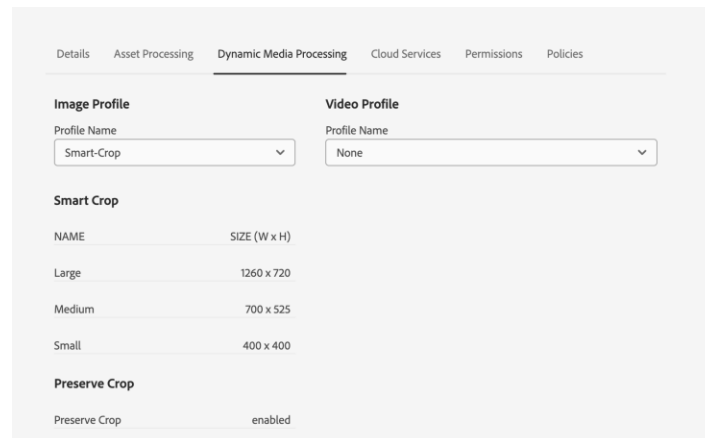 Details Asset Processing Dynamic Media Processing Cloud Services Permissions Policies
Image Profile Video Profile
Profile Name Profile Name
Smart-Crop None
Smart Crop
NAME SIZE (W x H)
Large 1260 x 720
Medium 700 x 525
Small 400 x 400
Preserve Crop
Preserve Crop enabled